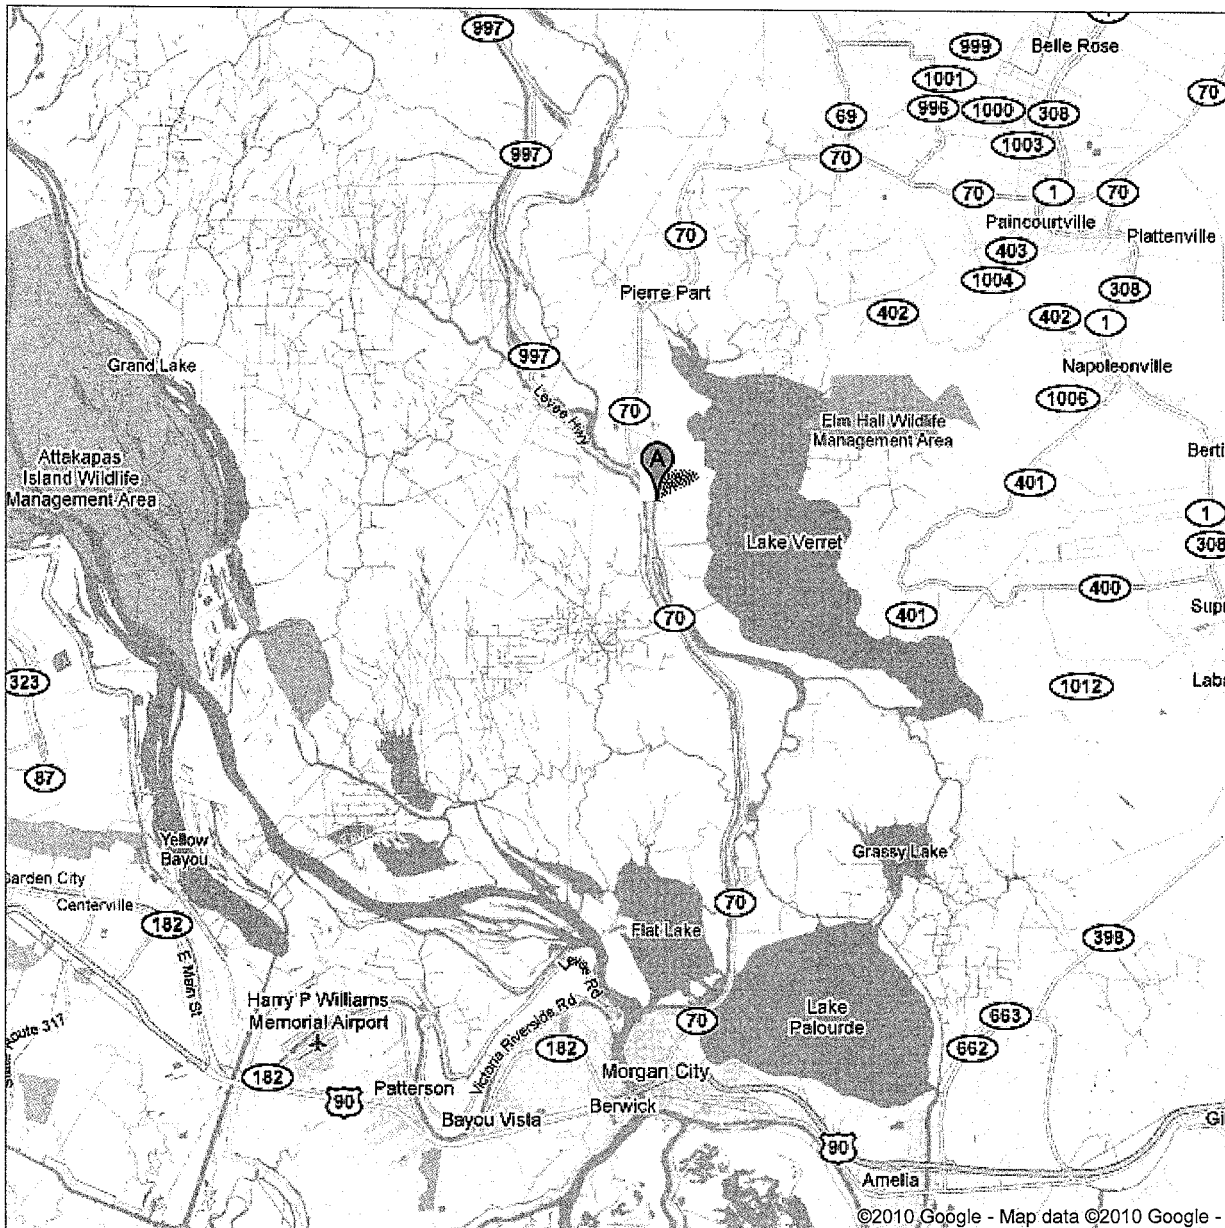 997
999
Belle Rose
1001
70
996
1000
308
69
1003
997
70
70
1
70
Paincourtville
70
Plattenville
403
1004
Pierre Part
308
402
402
1
997
Grand Lake
Napoleonville
Levee Hwy
1006
70
Elm Hall Wildlife
Management Area
Attakapas
Island Wildlife
Management Area
A
401
1
Lake Verret
308
400
70
401
323
1012
87
Yellow
Bayou
Grassy Lake
Garden City
Centerville
182
70
Flat Lake
398
E Main St
Levee Rd
Harry P Williams
Memorial Airport
Victoria Riverside Rd
Lake
Palourde
Route 317
70
663
182
662
182
Morgan City
Patterson
90
Berwick
Bayou Vista
90
Amelia
©2010 Google - Map data ©2010 Google -